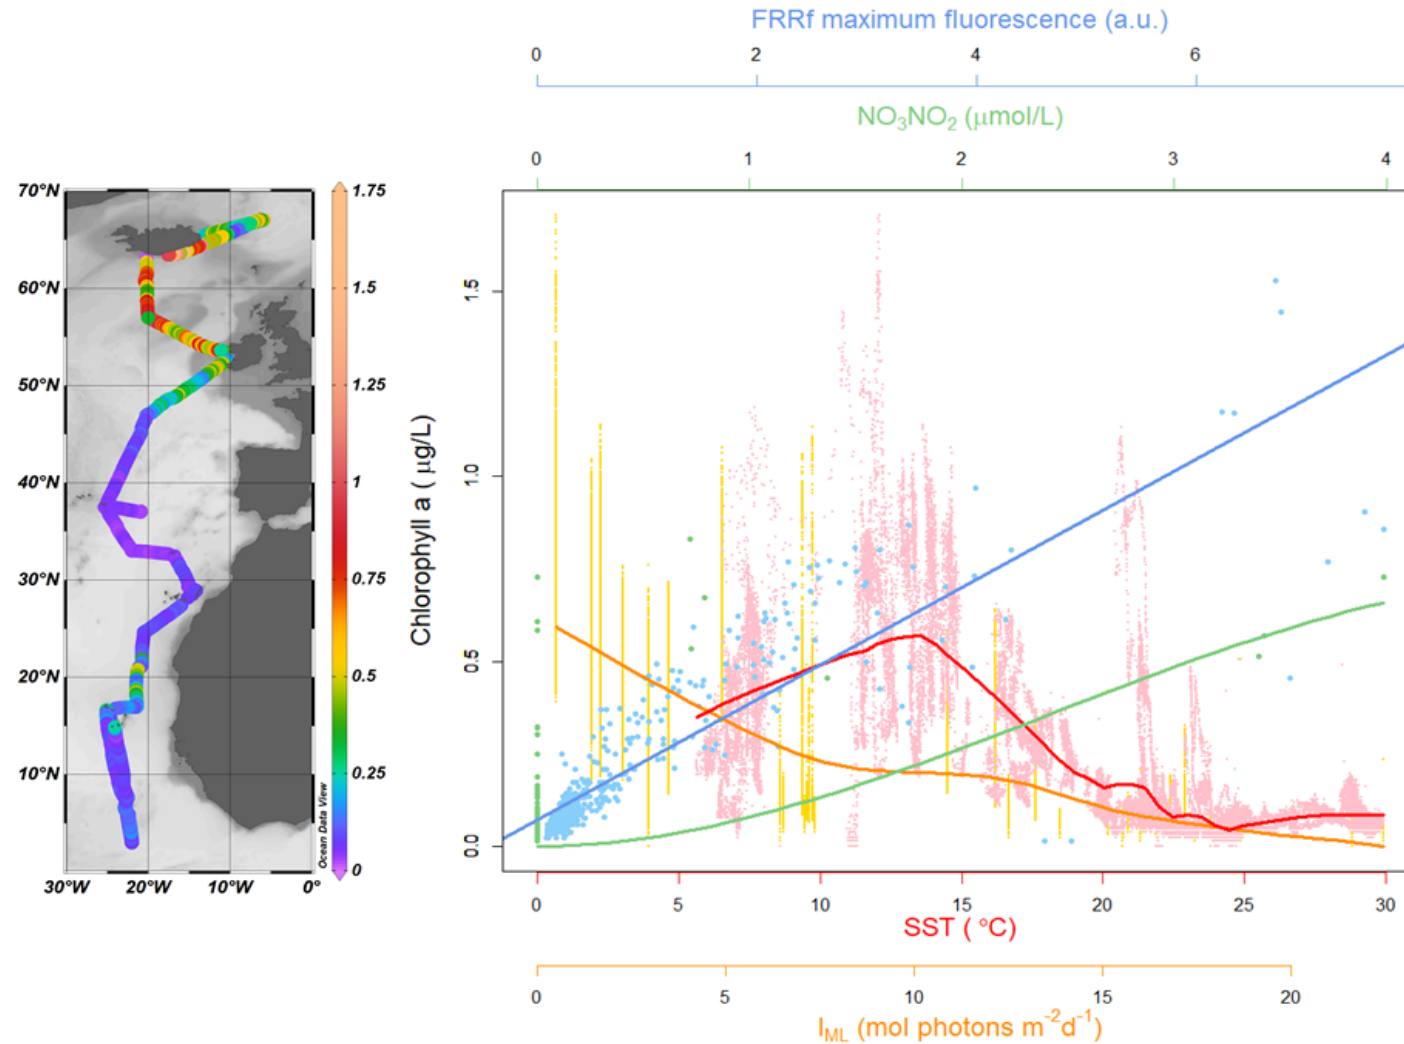 FRRf maximum fluorescence (a.u.)
0 2 4 6
NO₃NO₂ (μmol/L)
0 1 2 3 4
70°N
60°N
50°N
40°N
30°N
20°N
10°N
30°W 20°W 10°W 0°
Ocean Data View
1.75
1.5
1.25
1
0.75
0.5
0.25
0
Chlorophyll a ( μg/L)
1.5
1.0
0.5
0.0
0 5 10 15 20 25 30
SST ( °C)
0 5 10 15 20
I_ML (mol photons m⁻²d⁻¹)